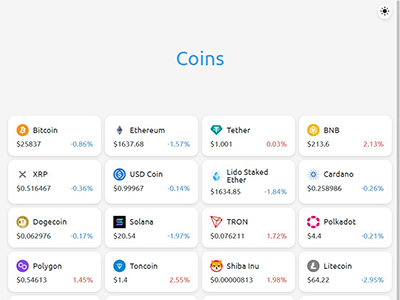 Coins
Bitcoin
$25837 -0.86%
Ethereum
$1637.68 -1.57%
Tether
$1.001 0.03%
BNB
$213.6 2.13%
XRP
$0.516467 -0.36%
USD Coin
$0.99967 -0.14%
Lido Staked
Ether
$1634.85 -1.84%
Cardano
$0.258986 -0.26%
Dogecoin
$0.062976 -0.17%
Solana
$20.54 -1.97%
TRON
$0.076211 1.72%
Polkadot
$4.4 -0.21%
Polygon
$0.54613 1.45%
Toncoin
$1.4 2.55%
Shiba Inu
$0.00000813 1.98%
Litecoin
$64.22 -2.95%